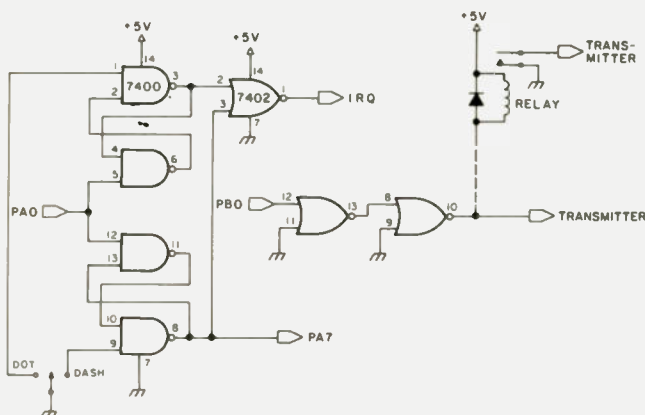 +5V
14
1
2
7400
3
4
5
6
PA0
12
13
11
10
9
8
7
DOT
DASH
+5V
14
2
3
7402
1
7
IRQ
PA7
PB0
12
11
13
8
9
10
TRANSMITTER
+5V
TRANS-
MITTER
RELAY